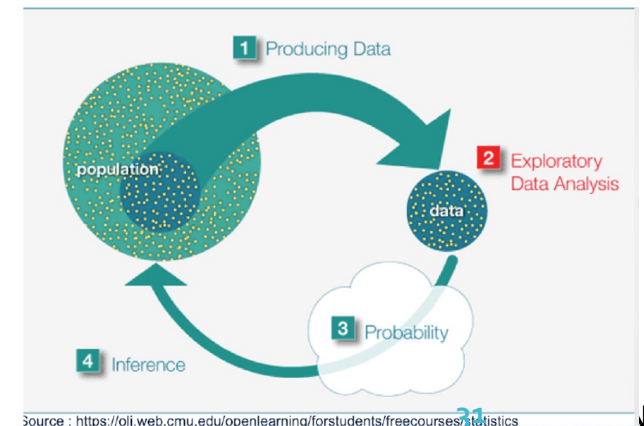 1 Producing Data
population
2 Exploratory
Data Analysis
data
3 Probability
4 Inference
Source : https://oli.web.cmu.edu/openlearning/forstudents/freecourses/statistics
31